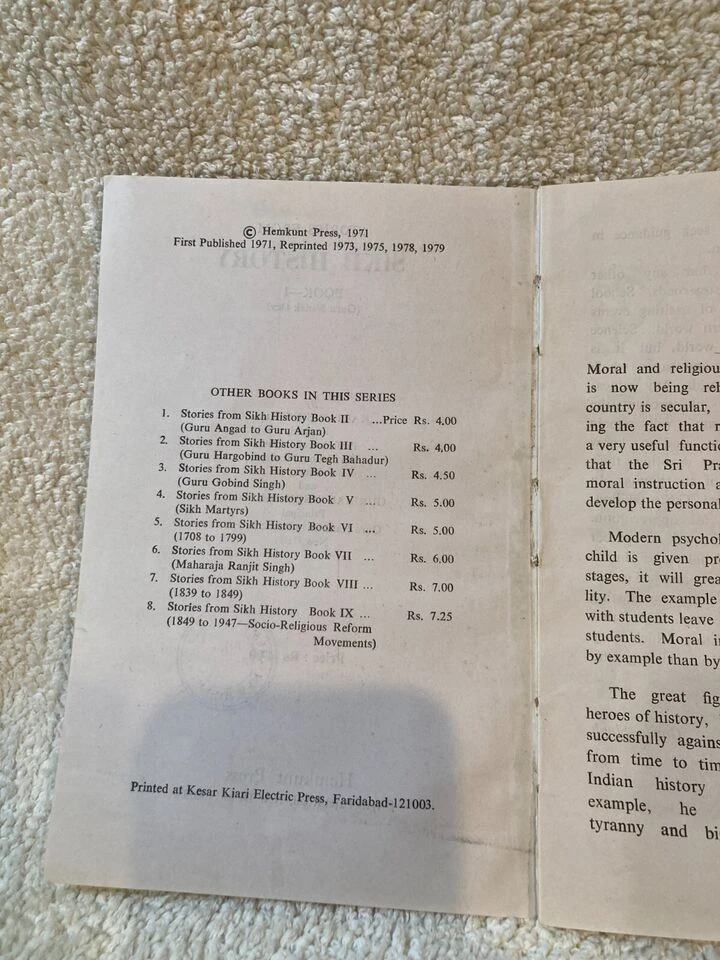 © Hemkunt Press, 1971
First Published 1971, Reprinted 1973, 1975, 1978, 1979
OTHER BOOKS IN THIS SERIES
1. Stories from Sikh History Book II ...Price Rs. 4.00
(Guru Angad to Guru Arjan)
2. Stories from Sikh History Book III ... Rs. 4.00
(Guru Hargobind to Guru Tegh Bahadur)
3. Stories from Sikh History Book IV ... Rs. 4.50
(Guru Gobind Singh)
4. Stories from Sikh History Book V ... Rs. 5.00
(Sikh Martyrs)
5. Stories from Sikh History Book VI ... Rs. 5.00
(1708 to 1799)
6. Stories from Sikh History Book VII ... Rs. 6.00
(Maharaja Ranjit Singh)
7. Stories from Sikh History Book VIII ... Rs. 7.00
(1839 to 1849)
8. Stories from Sikh History Book IX ... Rs. 7.25
(1849 to 1947—Socio-Religious Reform
Movements)
Printed at Kesar Kiari Electric Press, Faridabad-121003.
Moral and religiou
is now being reb
country is secular,
ing the fact that r
a very useful functi
that the Sri Pra
moral instruction a
develop the personal
Modern psychol
child is given pr
stages, it will grea
lity. The example
with students leave
students. Moral i
by example than by
The great fig
heroes of history,
successfully agains
from time to tim
Indian history
example, he
tyranny and bi